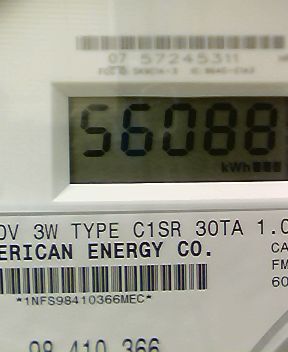 07 57245311
56088
kWh
0V 3W TYPE C1SR 30TA 1.0
ERICAN ENERGY CO.
CA
FM
60
*1NFS98410366MEC*
98 410 366